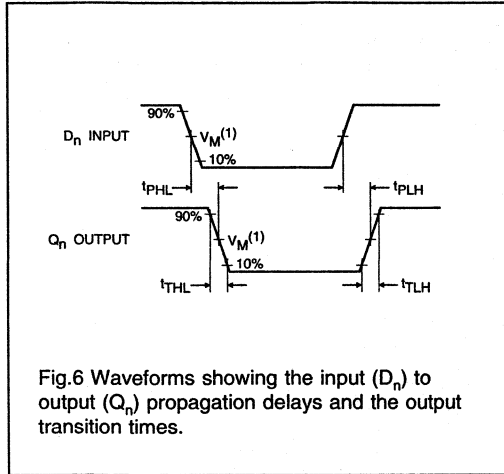 90%
Dn INPUT
VM(1)
10%
tPHL
tPLH
90%
Qn OUTPUT
VM(1)
10%
tTHL
tTLH
Fig.6 Waveforms showing the input (Dn) to
output (Qn) propagation delays and the output
transition times.